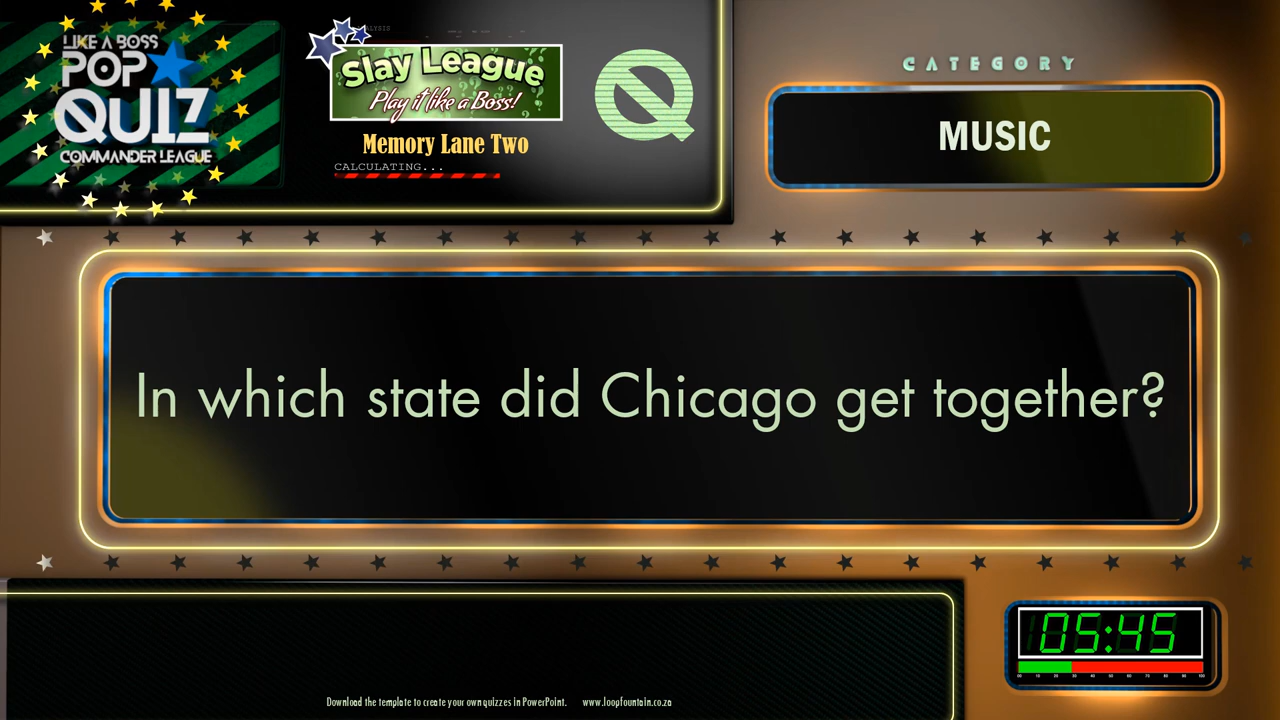 LIKE A BOSS
POP
QUIZ
COMMANDER LEAGUE
ALYSIS
Slay League
Play it like a Boss!
Memory Lane Two
CALCULATING...
Q
CATEGORY
MUSIC
In which state did Chicago get together?
05:45
Download the template to create your own quizzes in PowerPoint. www.loopfountain.co.za